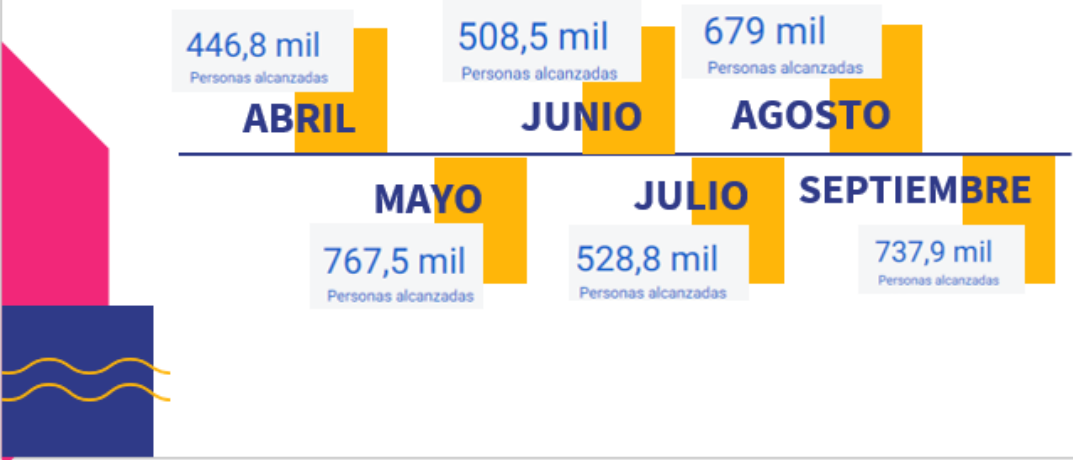 446,8 mil
Personas alcanzadas
ABRIL
508,5 mil
Personas alcanzadas
JUNIO
679 mil
Personas alcanzadas
AGOSTO
MAYO
767,5 mil
Personas alcanzadas
JULIO
528,8 mil
Personas alcanzadas
SEPTIEMBRE
737,9 mil
Personas alcanzadas